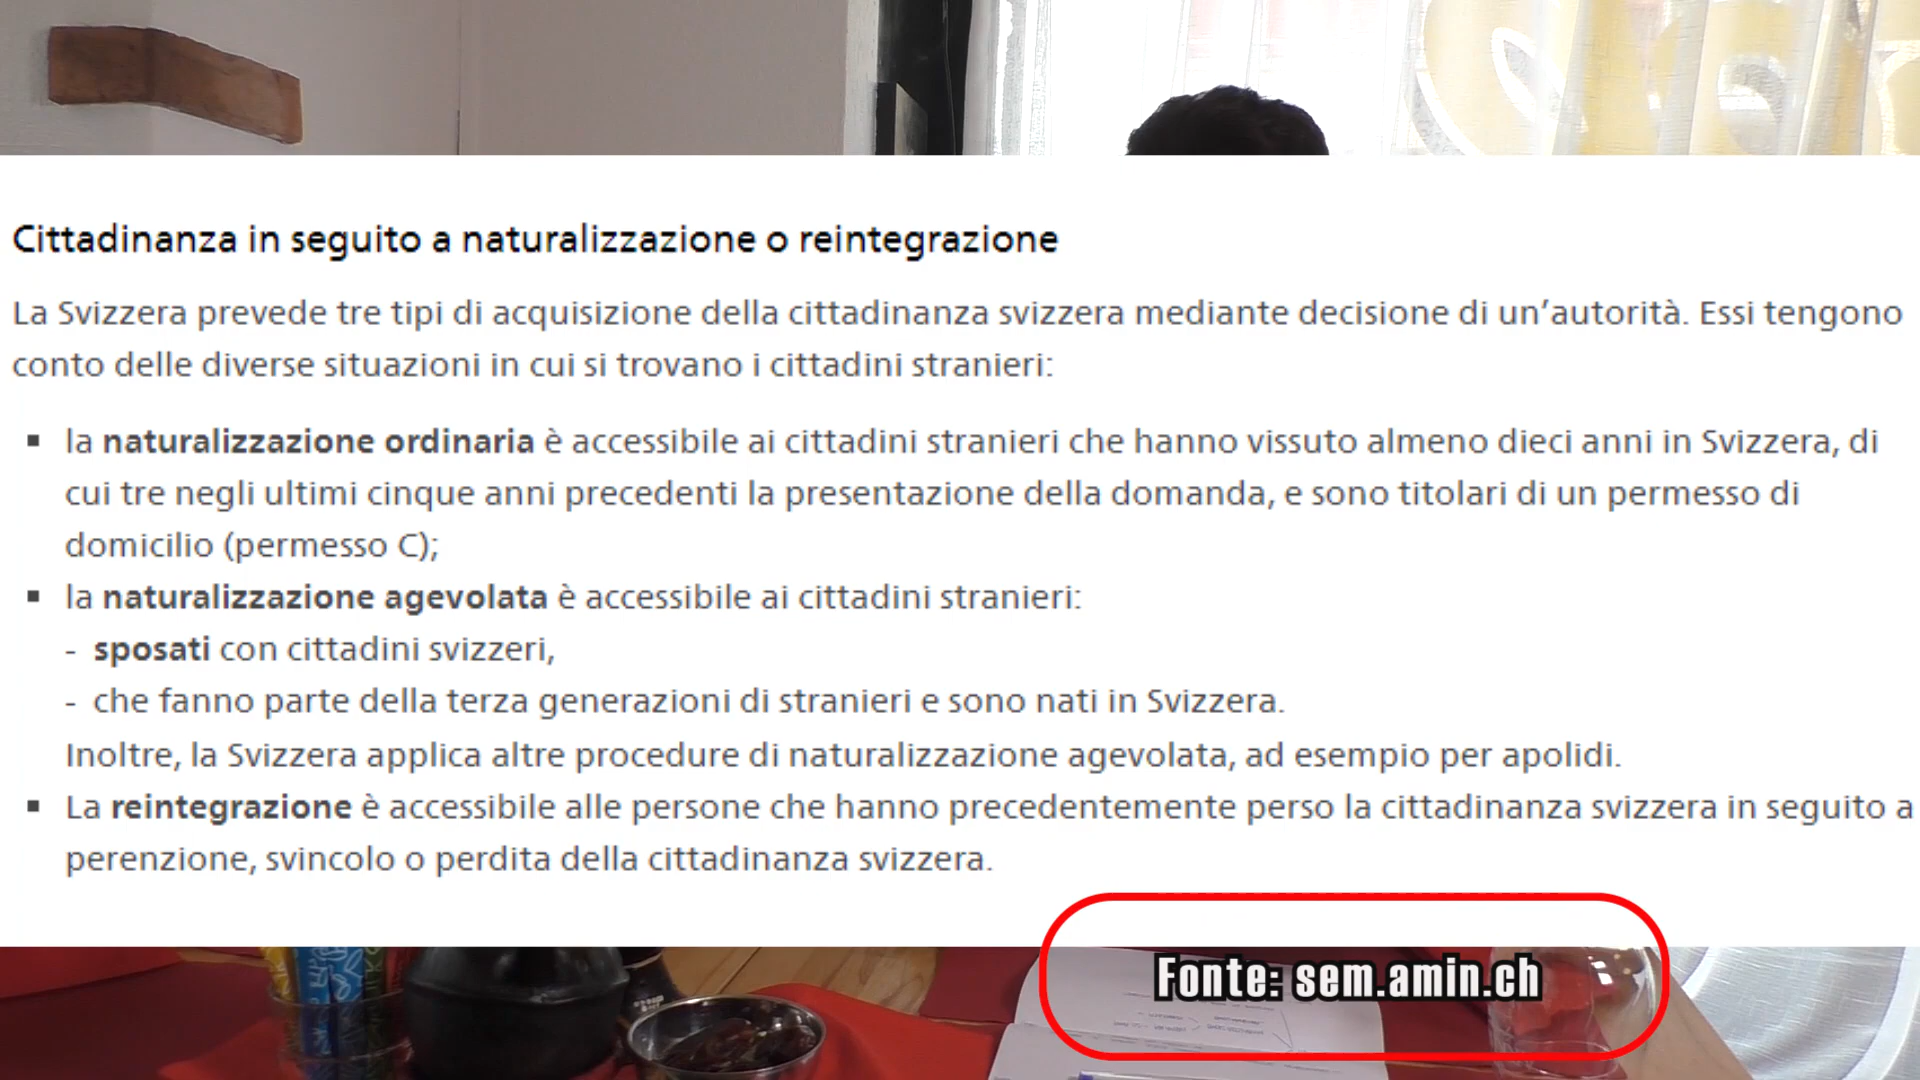 Cittadinanza in seguito a naturalizzazione o reintegrazione
La Svizzera prevede tre tipi di acquisizione della cittadinanza svizzera mediante decisione di un’autorità. Essi tengono
conto delle diverse situazioni in cui si trovano i cittadini stranieri:
▪ la naturalizzazione ordinaria è accessibile ai cittadini stranieri che hanno vissuto almeno dieci anni in Svizzera, di
cui tre negli ultimi cinque anni precedenti la presentazione della domanda, e sono titolari di un permesso di
domicilio (permesso C);
▪ la naturalizzazione agevolata è accessibile ai cittadini stranieri:
- sposati con cittadini svizzeri,
- che fanno parte della terza generazioni di stranieri e sono nati in Svizzera.
Inoltre, la Svizzera applica altre procedure di naturalizzazione agevolata, ad esempio per apolidi.
▪ La reintegrazione è accessibile alle persone che hanno precedentemente perso la cittadinanza svizzera in seguito a
perenzione, svincolo o perdita della cittadinanza svizzera.
Fonte: sem.amin.ch